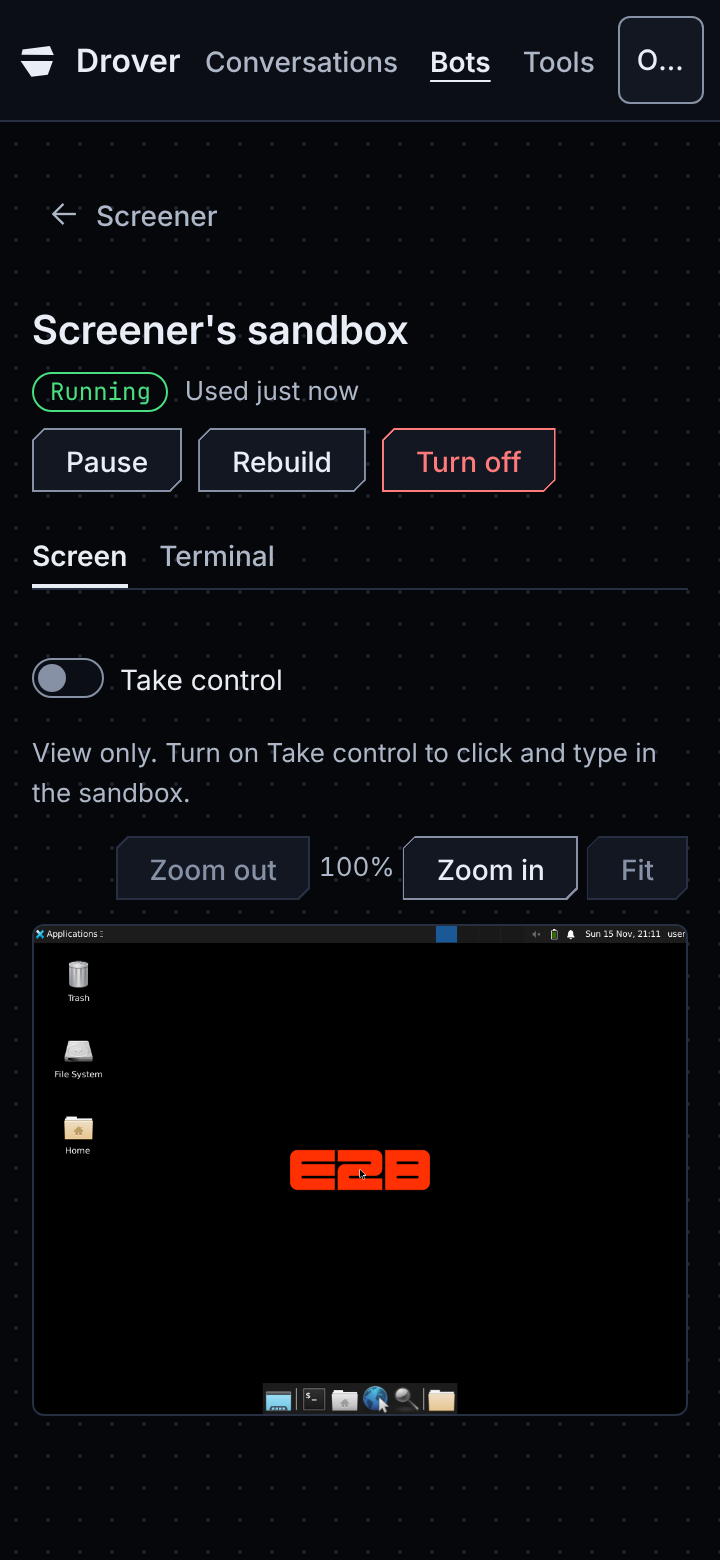 Drover
Conversations
Bots
Tools
O...
Screener
Screener's sandbox
Running
Used just now
Pause
Rebuild
Turn off
Screen
Terminal
Take control
View only. Turn on Take control to click and type in
the sandbox.
Zoom out
100%
Zoom in
Fit
Applications
Sun 15 Nov, 21:11
user
Trash
File System
Home
E2B